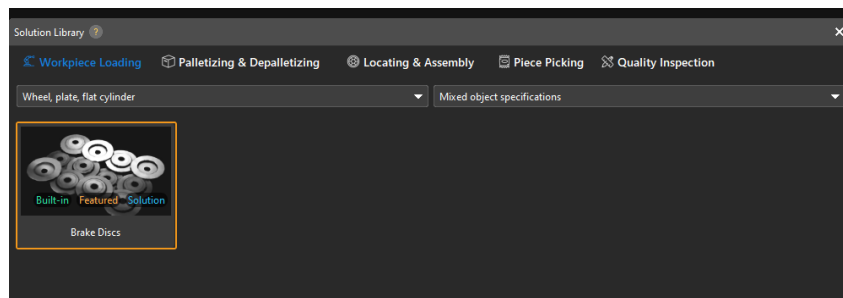 Solution Library ?
Workpiece Loading Palletizing & Depalletizing Locating & Assembly Piece Picking Quality Inspection
Wheel, plate, flat cylinder Mixed object specifications
Built-in Featured Solution
Brake Discs